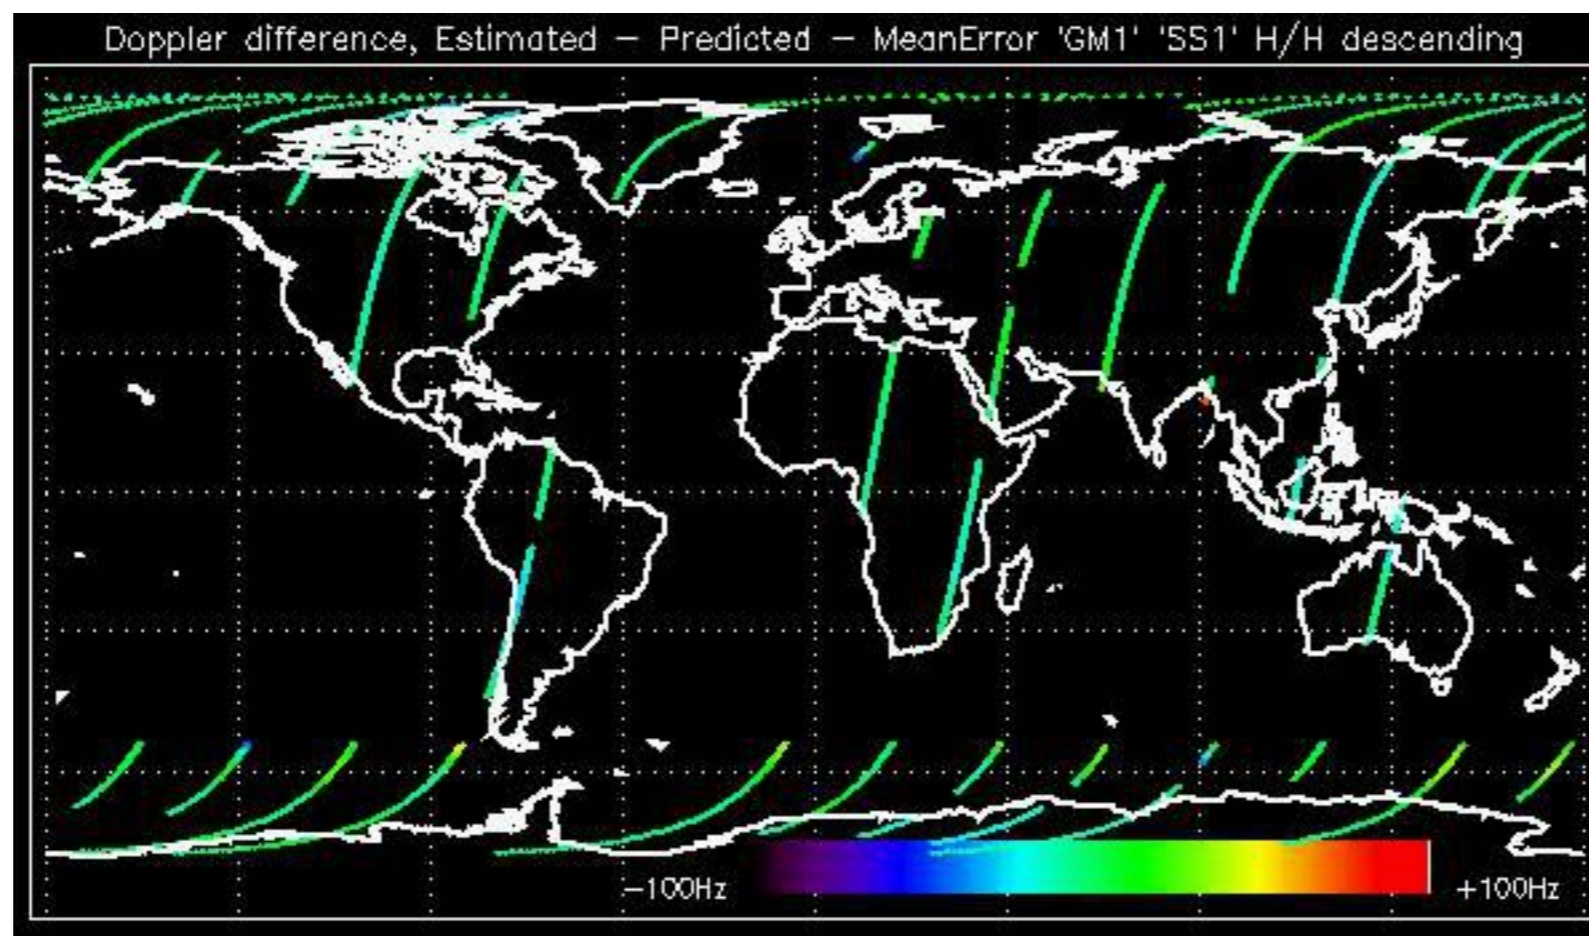 Doppler difference, Estimated – Predicted – MeanError 'GM1' 'SS1' H/H descending
–100Hz
+100Hz